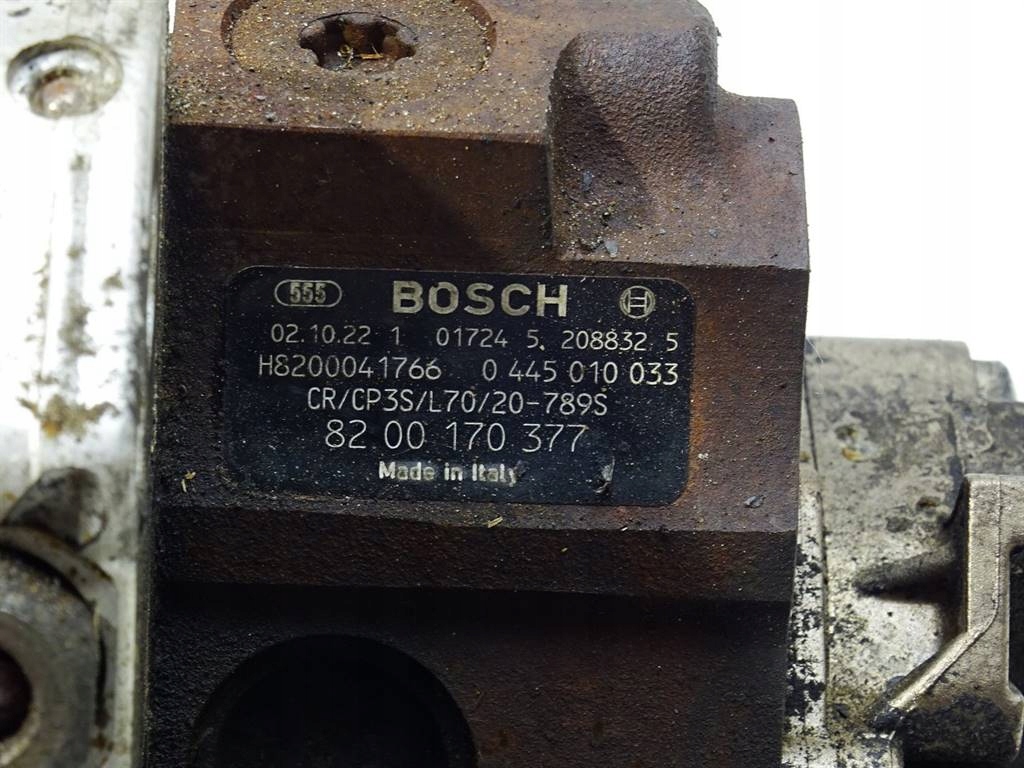 555 BOSCH
02.10.22 1 01724 5. 208832 5
H8200041766 0 445 010 033
CR/CP3S/L70/20-789S
82 00 170 377
Made in Italy